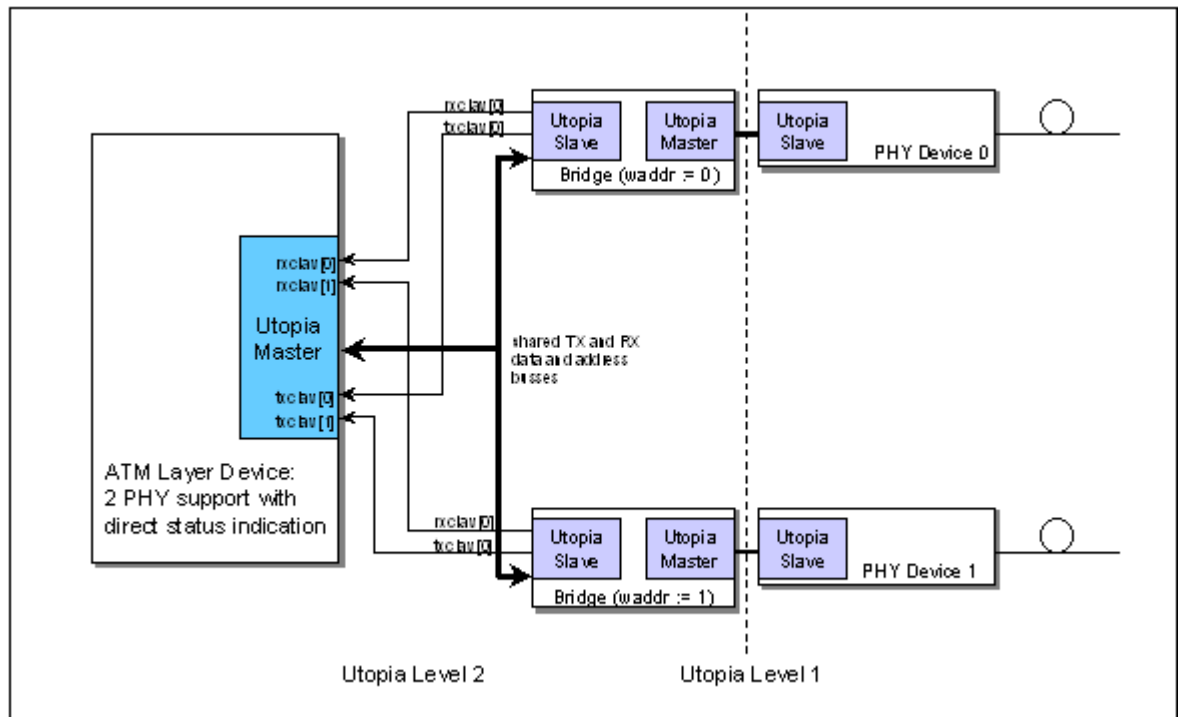 rxclav[0]
txclav[0]
Utopia
Slave
Utopia
Master
Bridge (waddr := 0)
Utopia
Slave
PHY Device 0
rxclav[0]
rxclav[1]
Utopia
Master
txclav[0]
txclav[1]
shared TX and RX
data and address
busses
ATM Layer Device:
2 PHY support with
direct status indication
rxclav[0]
txclav[0]
Utopia
Slave
Utopia
Master
Bridge (waddr := 1)
Utopia
Slave
PHY Device 1
Utopia Level 2
Utopia Level 1